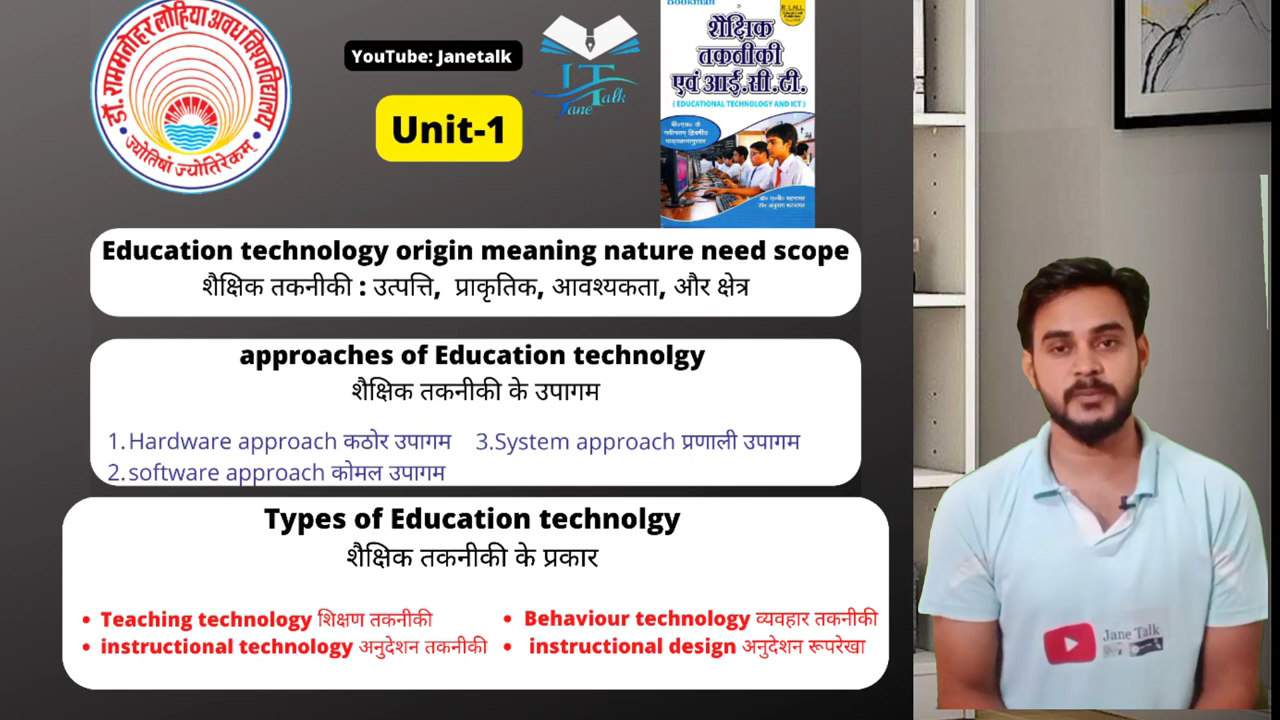 डॉ. राममनोहर लोहिया अवध विश्वविद्यालय
ज्योतिषां ज्योतिरेकम्
YouTube: Janetalk
JT
Jane Talk
Unit-1
Bookman
शैक्षिक
तकनीकी
एवं आई.सी.टी.
( EDUCATIONAL TECHNOLOGY AND ICT )
Education technology origin meaning nature need scope
शैक्षिक तकनीकी : उत्पत्ति, प्राकृतिक, आवश्यकता, और क्षेत्र
approaches of Education technolgy
शैक्षिक तकनीकी के उपागम
1. Hardware approach कठोर उपागम 3.System approach प्रणाली उपागम
2. software approach कोमल उपागम
Types of Education technolgy
शैक्षिक तकनीकी के प्रकार
• Teaching technology शिक्षण तकनीकी • Behaviour technology व्यवहार तकनीकी
• instructional technology अनुदेशन तकनीकी • instructional design अनुदेशन रूपरेखा
Jane Talk